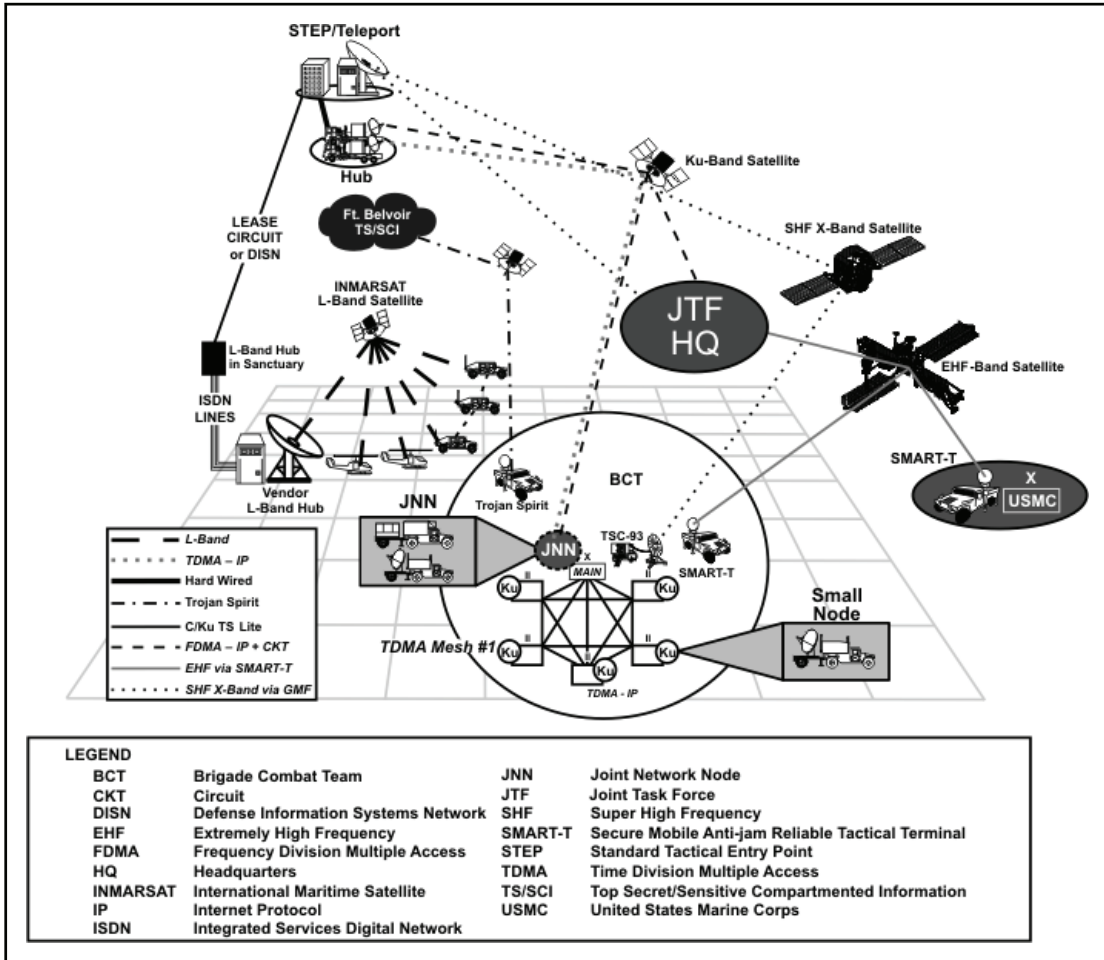 STEP/Teleport
Hub
Ku-Band Satellite
Ft. Belvoir
TS/SCI
SHF X-Band Satellite
LEASE
CIRCUIT
or DISN
INMARSAT
L-Band Satellite
JTF
HQ
L-Band Hub
in Sanctuary
EHF-Band Satellite
ISDN
LINES
Vendor
L-Band Hub
Trojan Spirit
BCT
SMART-T
X
USMC
JNN
JNN
X
MAIN
TSC-93
SMART-T
II
Ku
II
Ku
Small
Node
TDMA Mesh #1
II
Ku
II
Ku
II
Ku
TDMA - IP
L-Band
TDMA – IP
Hard Wired
Trojan Spirit
C/Ku TS Lite
FDMA – IP + CKT
EHF via SMART-T
SHF X-Band via GMF
LEGEND
BCT Brigade Combat Team
CKT Circuit
DISN Defense Information Systems Network
EHF Extremely High Frequency
FDMA Frequency Division Multiple Access
HQ Headquarters
INMARSAT International Maritime Satellite
IP Internet Protocol
ISDN Integrated Services Digital Network
JNN Joint Network Node
JTF Joint Task Force
SHF Super High Frequency
SMART-T Secure Mobile Anti-jam Reliable Tactical Terminal
STEP Standard Tactical Entry Point
TDMA Time Division Multiple Access
TS/SCI Top Secret/Sensitive Compartmented Information
USMC United States Marine Corps